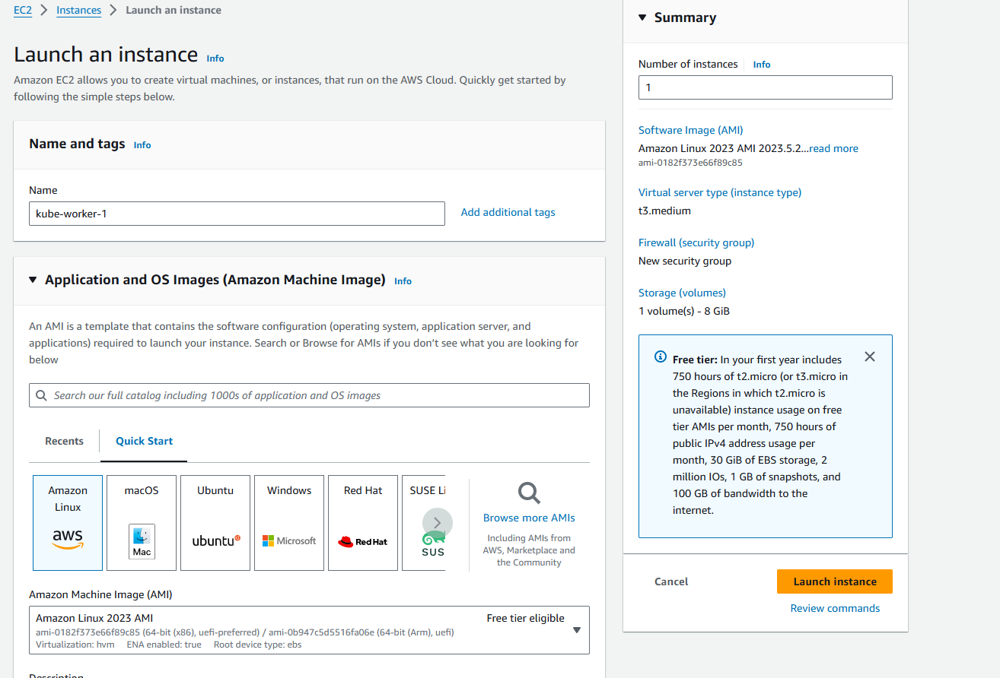 EC2 > Instances > Launch an instance
Launch an instance Info
Amazon EC2 allows you to create virtual machines, or instances, that run on the AWS Cloud. Quickly get started by
following the simple steps below.
Name and tags Info
Name
kube-worker-1
Add additional tags
Application and OS Images (Amazon Machine Image) Info
An AMI is a template that contains the software configuration (operating system, application server, and
applications) required to launch your instance. Search or Browse for AMIs if you don't see what you are looking for
below
Search our full catalog including 1000s of application and OS images
Recents
Quick Start
Amazon
Linux
aws
macOS
Mac
Ubuntu
ubuntu
Windows
Microsoft
Red Hat
Red Hat
SUSE Li
SUS
Browse more AMIs
Including AMIs from
AWS, Marketplace and
the Community
Amazon Machine Image (AMI)
Amazon Linux 2023 AMI
Free tier eligible
ami-0182f373e66f89c85 (64-bit (x86), uefi-preferred) / ami-0b947c5d5516fa06e (64-bit (Arm), uefi)
Virtualization: hvm ENA enabled: true Root device type: ebs
Description
Summary
Number of instances Info
1
Software Image (AMI)
Amazon Linux 2023 AMI 2023.5.2...read more
ami-0182f373e66f89c85
Virtual server type (instance type)
t3.medium
Firewall (security group)
New security group
Storage (volumes)
1 volume(s) - 8 GiB
Free tier: In your first year includes
750 hours of t2.micro (or t3.micro in
the Regions in which t2.micro is
unavailable) instance usage on free
tier AMIs per month, 750 hours of
public IPv4 address usage per
month, 30 GiB of EBS storage, 2
million IOs, 1 GB of snapshots, and
100 GB of bandwidth to the
internet.
Cancel
Launch instance
Review commands